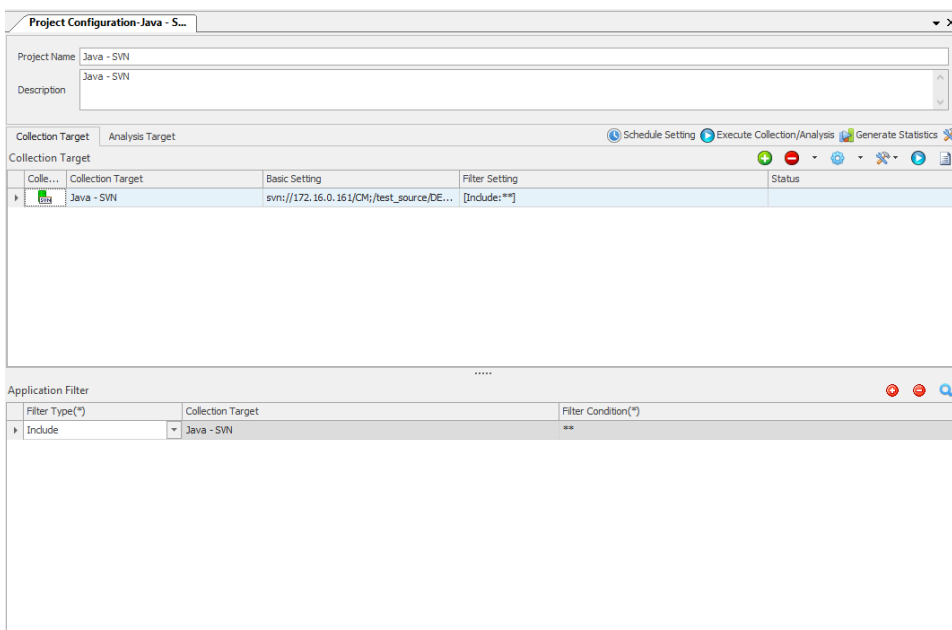 Project Configuration-Java - S...
Project Name Java - SVN
Description Java - SVN
Collection Target Analysis Target Schedule Setting Execute Collection/Analysis Generate Statistics
Collection Target
Colle... Collection Target Basic Setting Filter Setting Status
SVN Java - SVN svn://172.16.0.161/CM;/test_source/DE... [Include:**]
Application Filter
Filter Type(*) Collection Target Filter Condition(*)
Include Java - SVN **